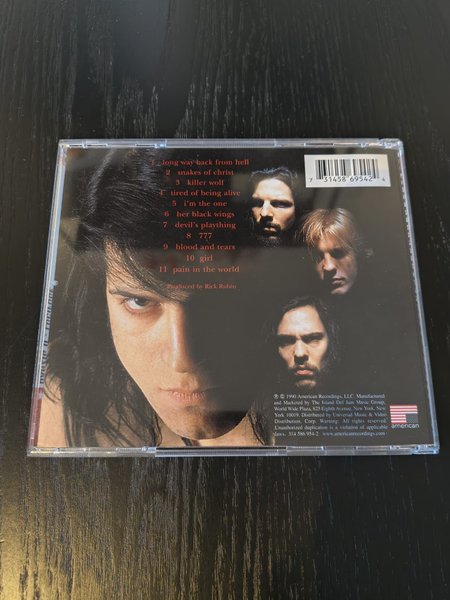 1 long way back from hell
2 snakes of christ
3 killer wolf
4 tired of being alive
5 i'm the one
6 her black wings
7 devil's plaything
8 777
9 blood and tears
10 girl
11 pain in the world
Produced by Rick Rubin
7 31458 69542 4
℗ © 1990 American Recordings, LLC. Manufactured
and Marketed by The Island Def Jam Music Group,
World Wide Plaza, 825 Eighth Avenue, New York, New
York 10019. Distributed by Universal Music & Video
Distribution, Corp. Warning: All Rights Reserved.
Unauthorized duplication is a violation of applicable
laws. 314 586 954-2 www.americanrecordings.com
american